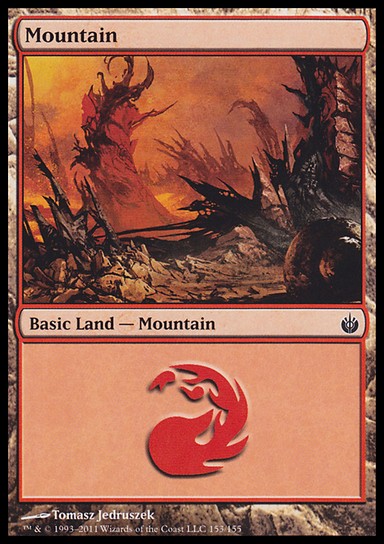 Mountain
Basic Land — Mountain
Tomasz Jedruszek
™ & © 1993–2011 Wizards of the Coast LLC 153/155